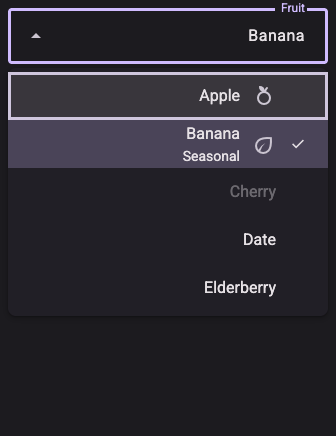 Fruit
Banana
Apple
Banana
Seasonal
Cherry
Date
Elderberry